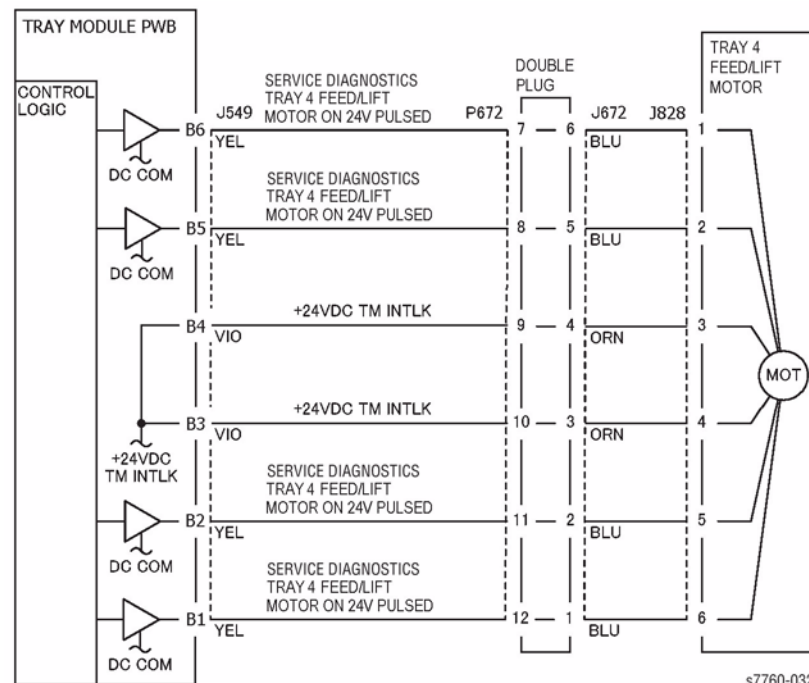 TRAY MODULE PWB
CONTROL
LOGIC
DOUBLE
PLUG
TRAY 4
FEED/LIFT
MOTOR
J549
P672
J672
J828
SERVICE DIAGNOSTICS
TRAY 4 FEED/LIFT
MOTOR ON 24V PULSED
B6
YEL
7
6
BLU
1
DC COM
SERVICE DIAGNOSTICS
TRAY 4 FEED/LIFT
MOTOR ON 24V PULSED
B5
YEL
8
5
BLU
2
DC COM
+24VDC TM INTLK
B4
VIO
9
4
ORN
3
MOT
+24VDC TM INTLK
B3
VIO
10
3
ORN
4
+24VDC
TM INTLK
SERVICE DIAGNOSTICS
TRAY 4 FEED/LIFT
MOTOR ON 24V PULSED
B2
YEL
11
2
BLU
5
DC COM
SERVICE DIAGNOSTICS
TRAY 4 FEED/LIFT
MOTOR ON 24V PULSED
B1
YEL
12
1
BLU
6
DC COM